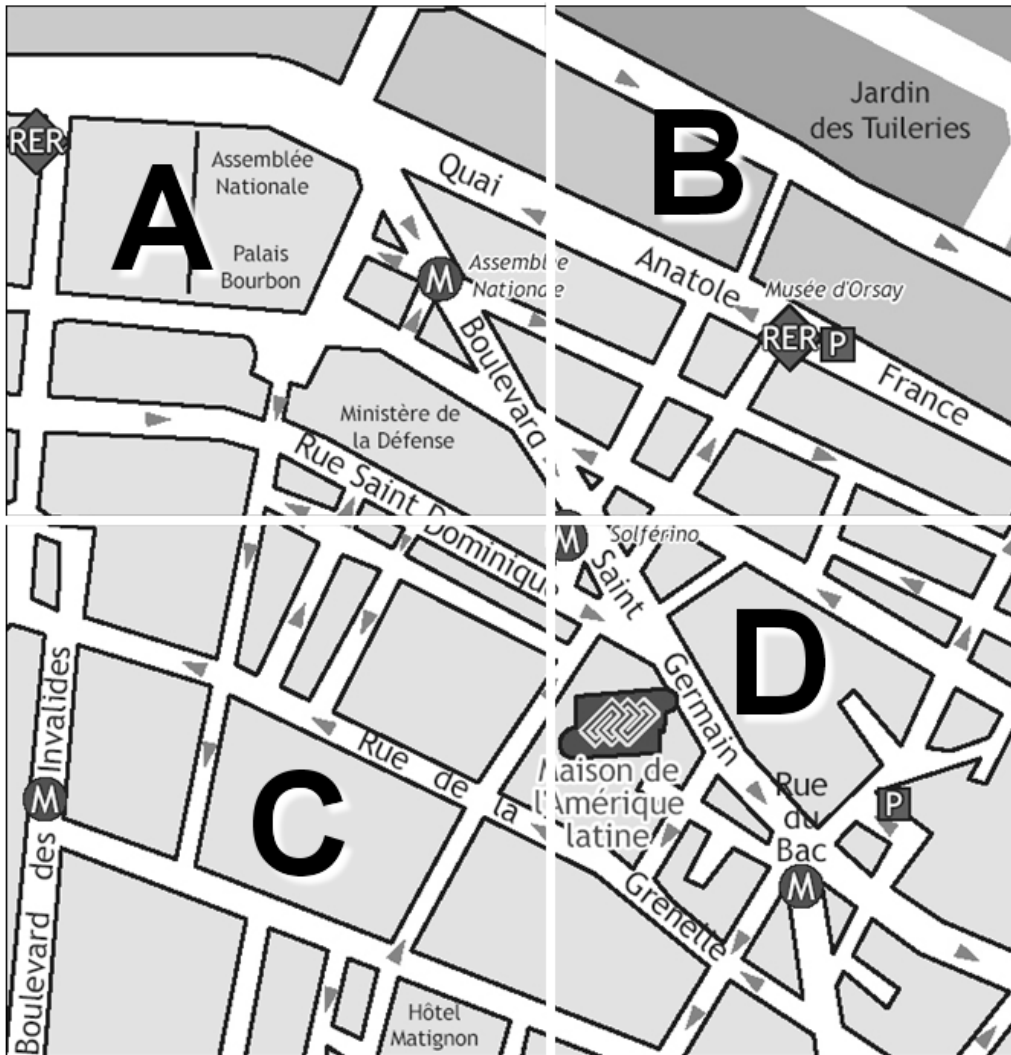 RER
Assemblée
Nationale
A
Palais
Bourbon
Quai
Anatole
France
B
Jardin
des Tuileries
M
Assemblée
Nationale
Musée d'Orsay
RER
P
Boulevard
Saint
Germain
Ministère de
la Défense
Rue Saint Dominique
M
Solférino
Boulevard des Invalides
M
C
Rue de la Grenelle
D
Maison de
l'Amérique
latine
Rue
du
Bac
M
P
Hôtel
Matignon